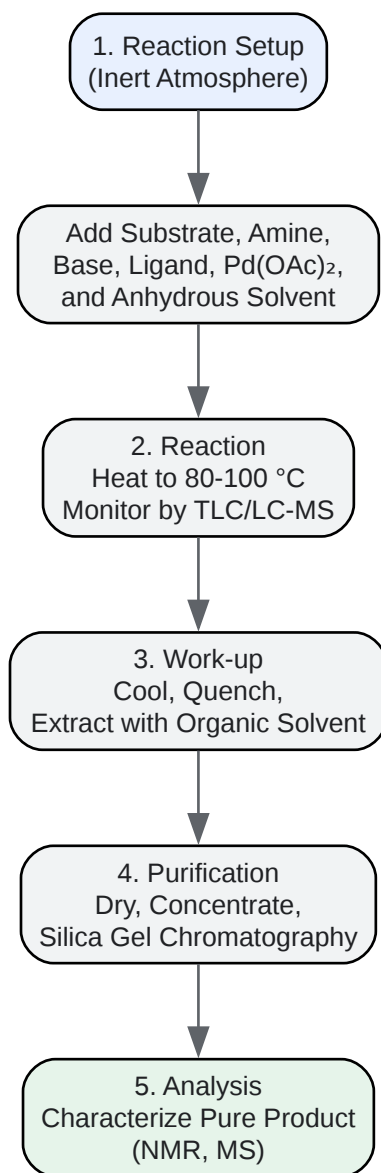 1. Reaction Setup
(Inert Atmosphere)
Add Substrate, Amine,
Base, Ligand, Pd(OAc)₂,
and Anhydrous Solvent
2. Reaction
Heat to 80-100 °C
Monitor by TLC/LC-MS
3. Work-up
Cool, Quench,
Extract with Organic Solvent
4. Purification
Dry, Concentrate,
Silica Gel Chromatography
5. Analysis
Characterize Pure Product
(NMR, MS)